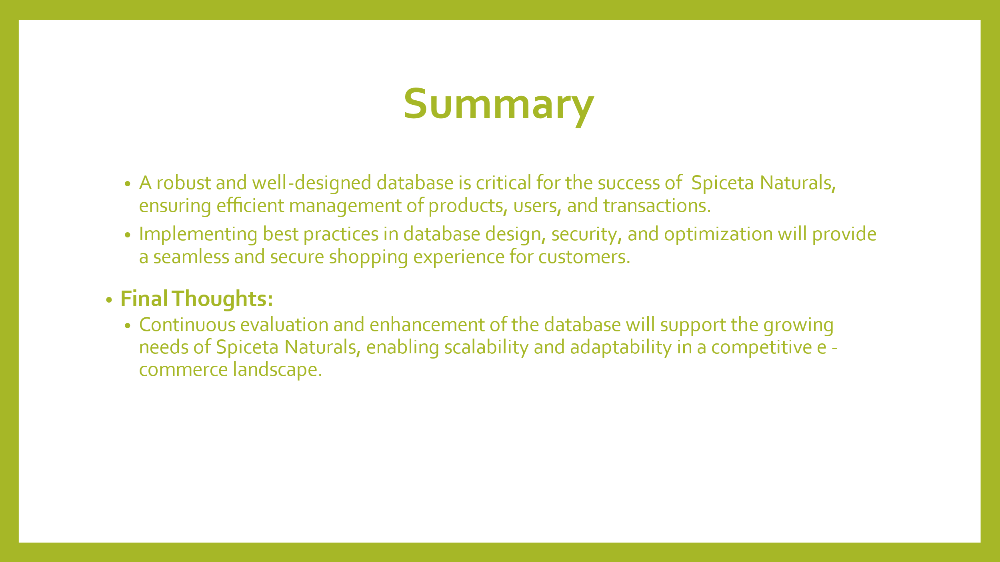 Summary
• A robust and well-designed database is critical for the success of Spiceta Naturals,
ensuring efficient management of products, users, and transactions.
• Implementing best practices in database design, security, and optimization will provide
a seamless and secure shopping experience for customers.
• Final Thoughts:
• Continuous evaluation and enhancement of the database will support the growing
needs of Spiceta Naturals, enabling scalability and adaptability in a competitive e-
commerce landscape.